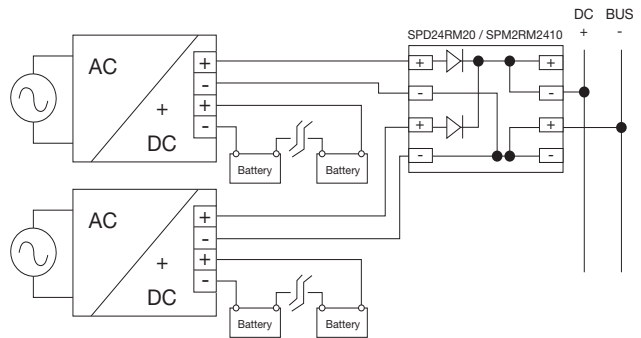 DC BUS
+ -
SPD24RM20 / SPM2RM2410
AC
+
DC
+
-
+
-
+
-
+
-
+
-
+
-
Battery Battery
AC
+
DC
+
-
+
-
Battery Battery